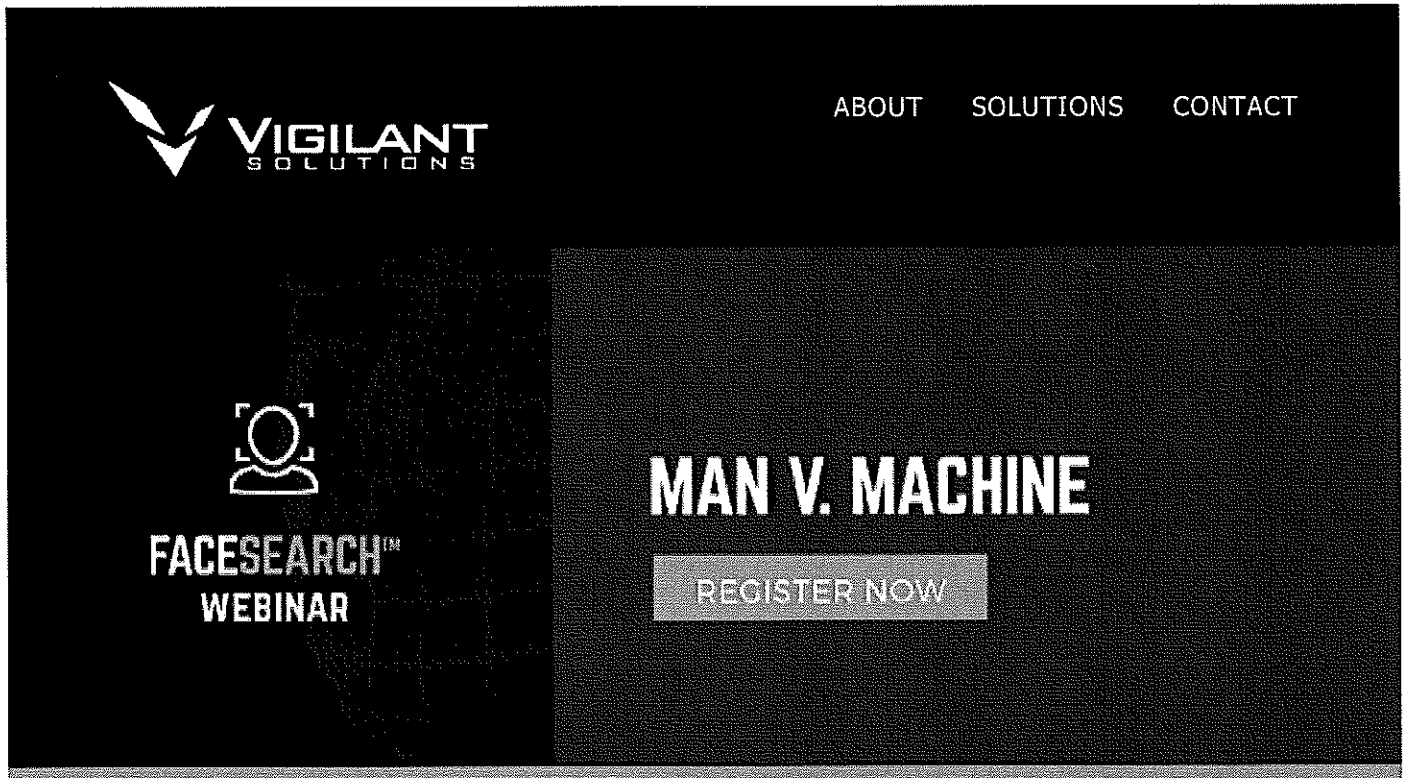 VIGILANT
SOLUTIONS
ABOUT SOLUTIONS CONTACT
FACESEARCH™
WEBINAR
MAN V. MACHINE
REGISTER NOW